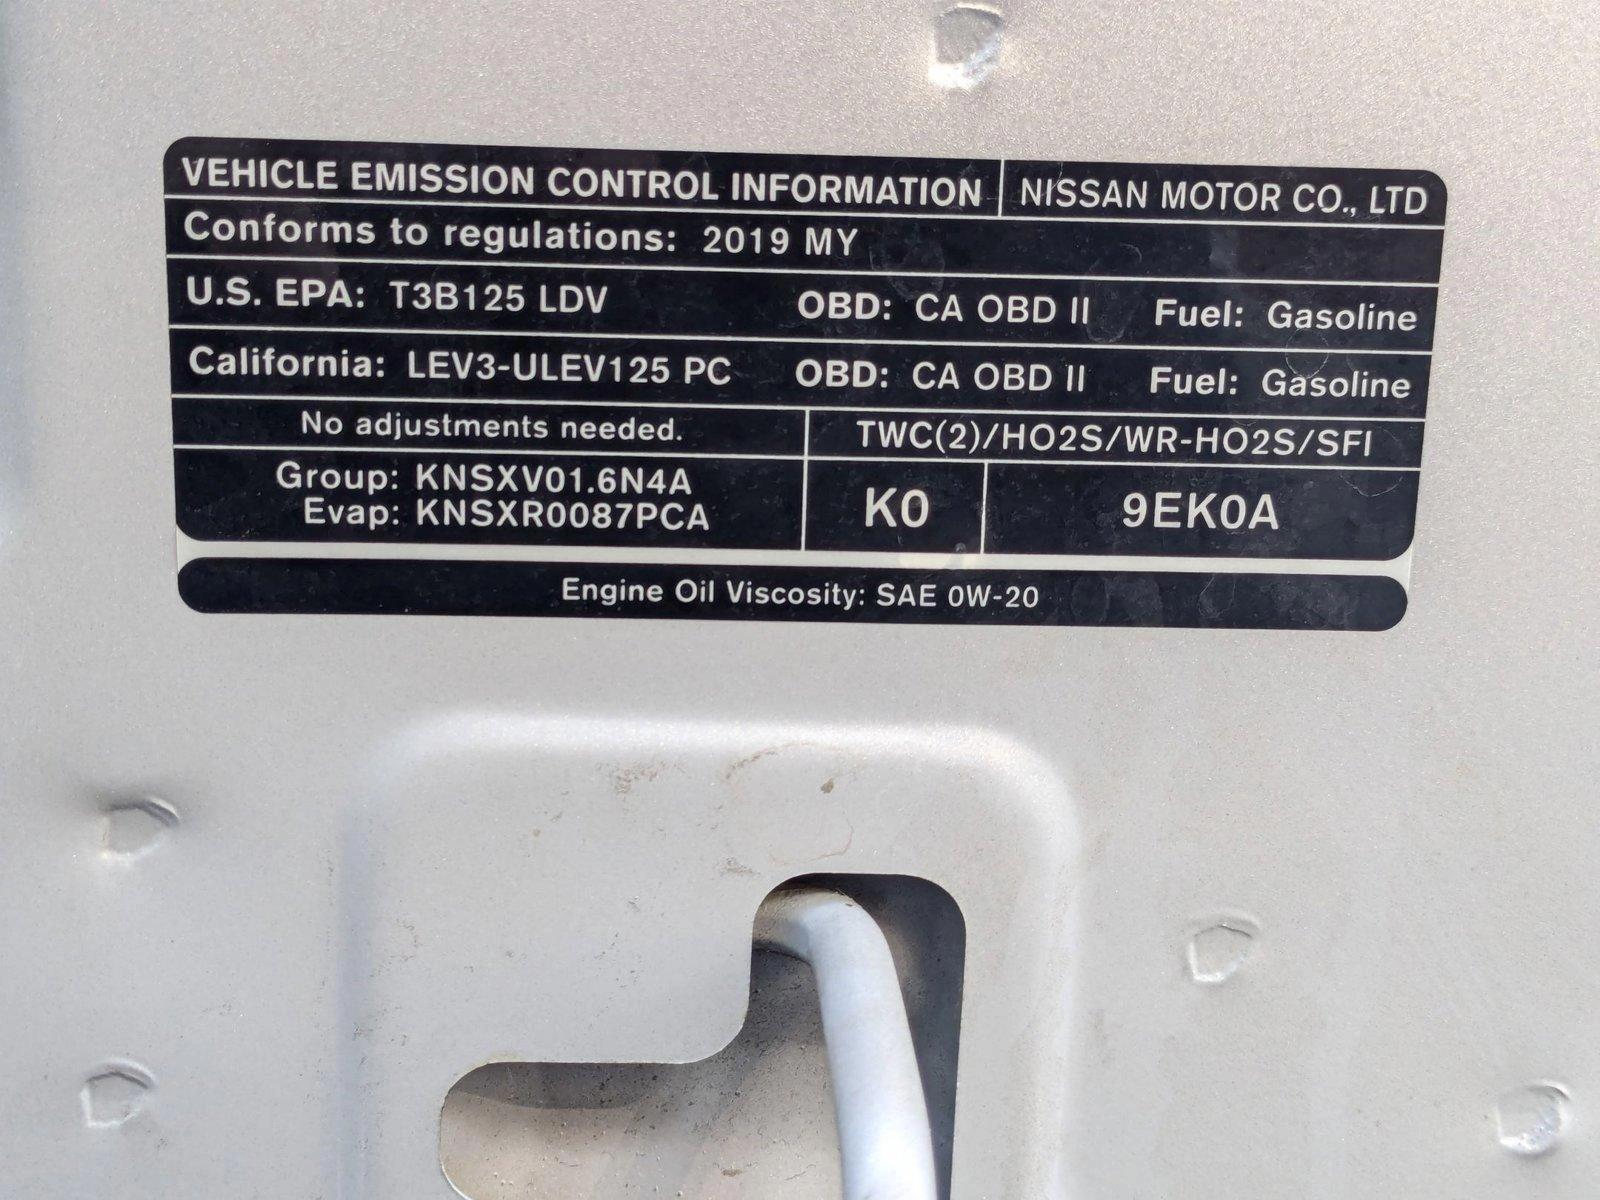 VEHICLE EMISSION CONTROL INFORMATION NISSAN MOTOR CO., LTD
Conforms to regulations: 2019 MY
U.S. EPA: T3B125 LDV OBD: CA OBD II Fuel: Gasoline
California: LEV3-ULEV125 PC OBD: CA OBD II Fuel: Gasoline
No adjustments needed. TWC(2)/HO2S/WR-HO2S/SFI
Group: KNSXV01.6N4A
Evap: KNSXR0087PCA
K0 9EK0A
Engine Oil Viscosity: SAE 0W-20